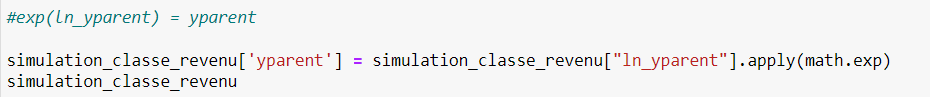 #exp(ln_yparent) = yparent
simulation_classe_revenu['yparent'] = simulation_classe_revenu["ln_yparent"].apply(math.exp)
simulation_classe_revenu